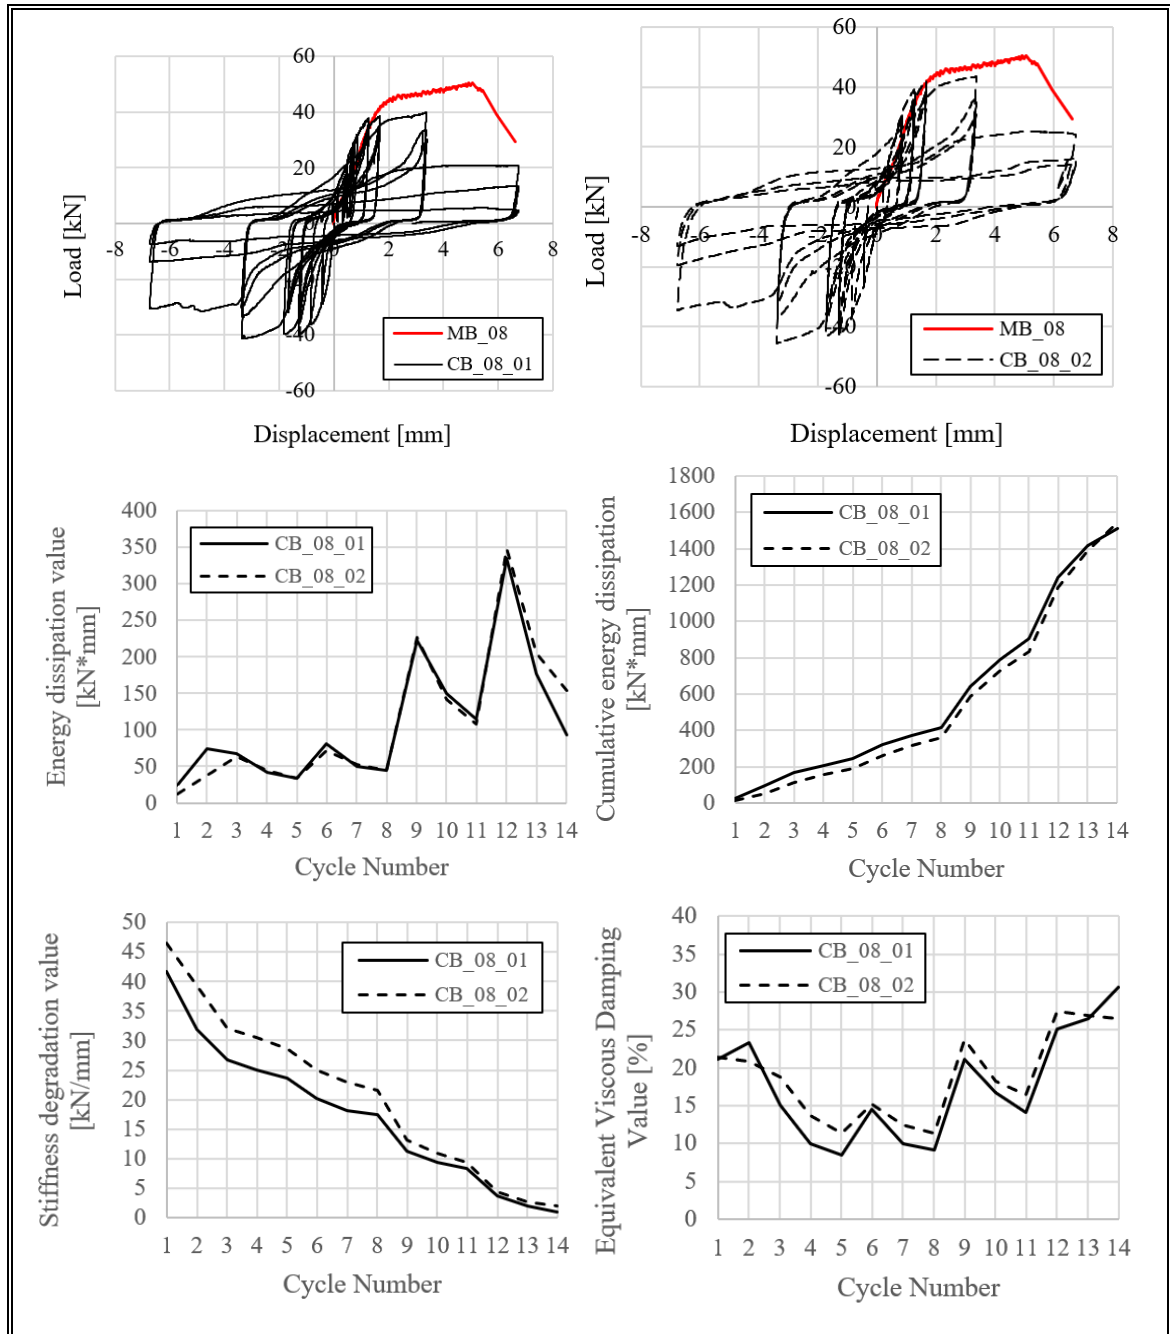 60
40
20
0
-40
-60
-8
-6
-4
-2
0
2
4
6
8
Load [kN]
Displacement [mm]
MB_08
CB_08_01
60
40
20
0
-40
-60
-8
-6
-4
-2
0
2
4
6
8
Load [kN]
Displacement [mm]
MB_08
CB_08_02
400
350
300
250
200
150
100
50
0
1 2 3 4 5 6 7 8 9 10 11 12 13 14
Energy dissipation value
[kN*mm]
Cycle Number
CB_08_01
CB_08_02
1800
1600
1400
1200
1000
800
600
400
200
0
1 2 3 4 5 6 7 8 9 10 11 12 13 14
Cumulative energy dissipation
[kN*mm]
CB_08_01
CB_08_02
Cycle Number
50
45
40
35
30
25
20
15
10
5
0
1 2 3 4 5 6 7 8 9 10 11 12 13 14
Stiffness degradation value
[kN/mm]
CB_08_01
CB_08_02
Cycle Number
40
35
30
25
20
15
10
5
0
1 2 3 4 5 6 7 8 9 10 11 12 13 14
Equivalent Viscous Damping
Value [%]
CB_08_01
CB_08_02
Cycle Number